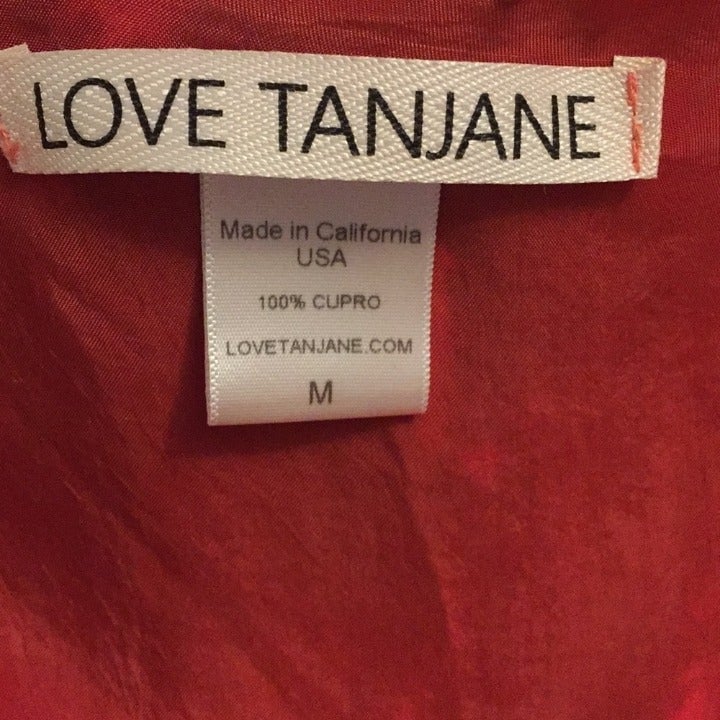 LOVE TANJANE
Made in California
USA
100% CUPRO
LOVETANJANE.COM
M